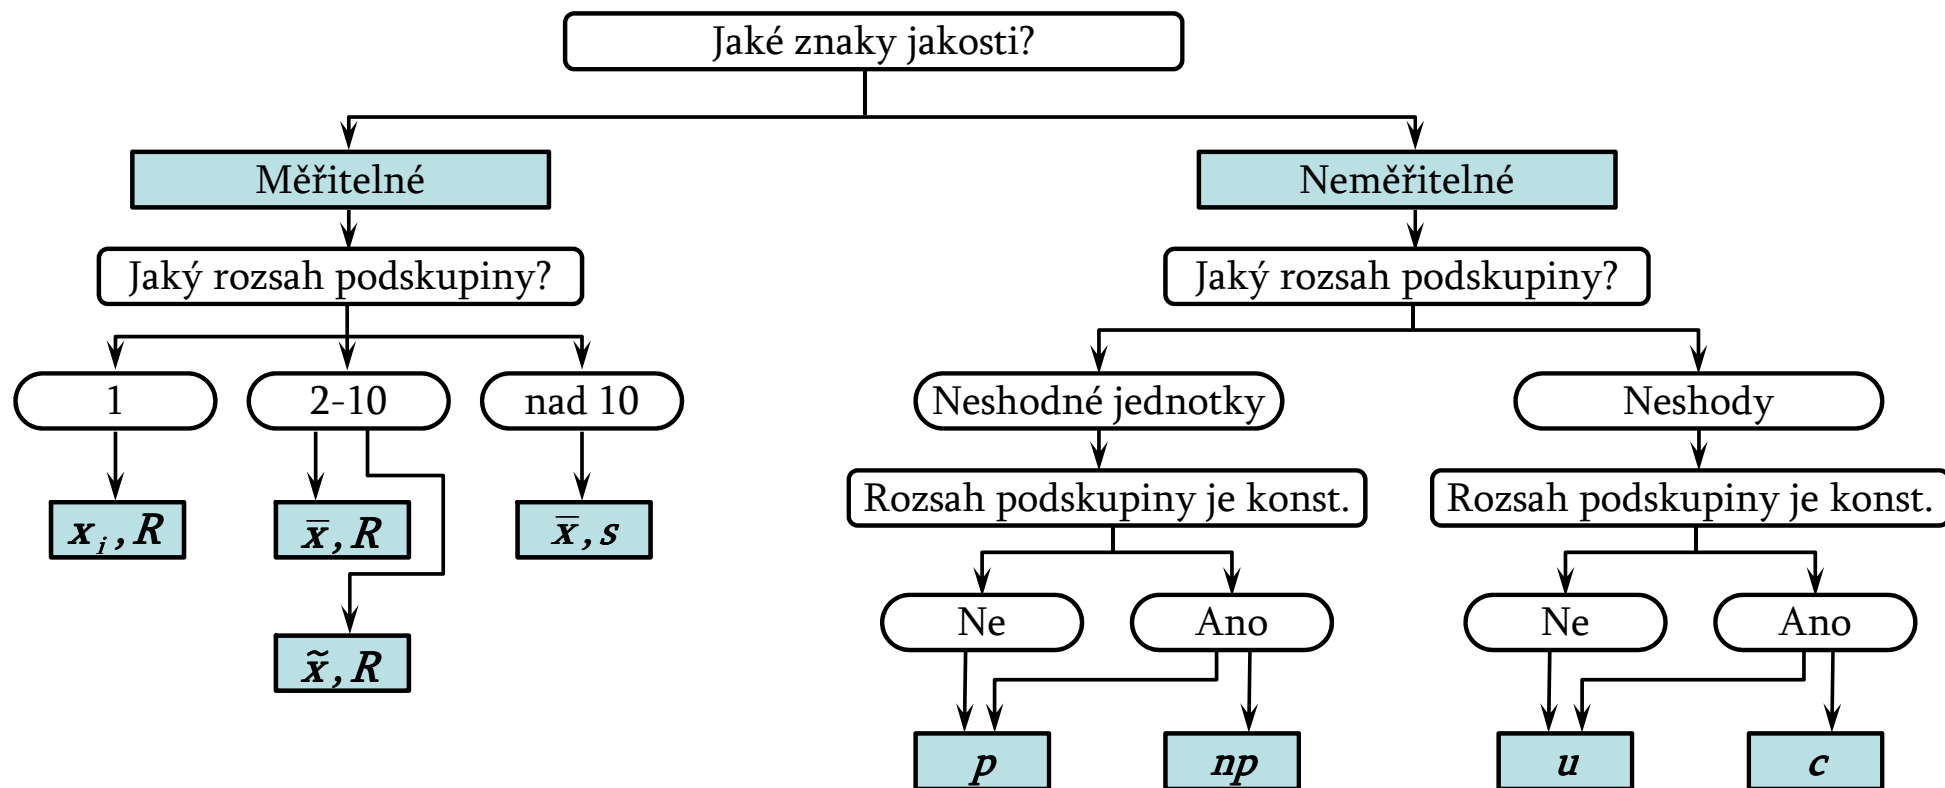 Jaké znaky jakosti?
Měřitelné
Neměřitelné
Jaký rozsah podskupiny?
Jaký rozsah podskupiny?
1
2-10
nad 10
Neshodné jednotky
Neshody
Rozsah podskupiny je konst.
Rozsah podskupiny je konst.
xᵢ, R
x̅, R
x̅, s
Ne
Ano
Ne
Ano
x̃, R
p
np
u
c